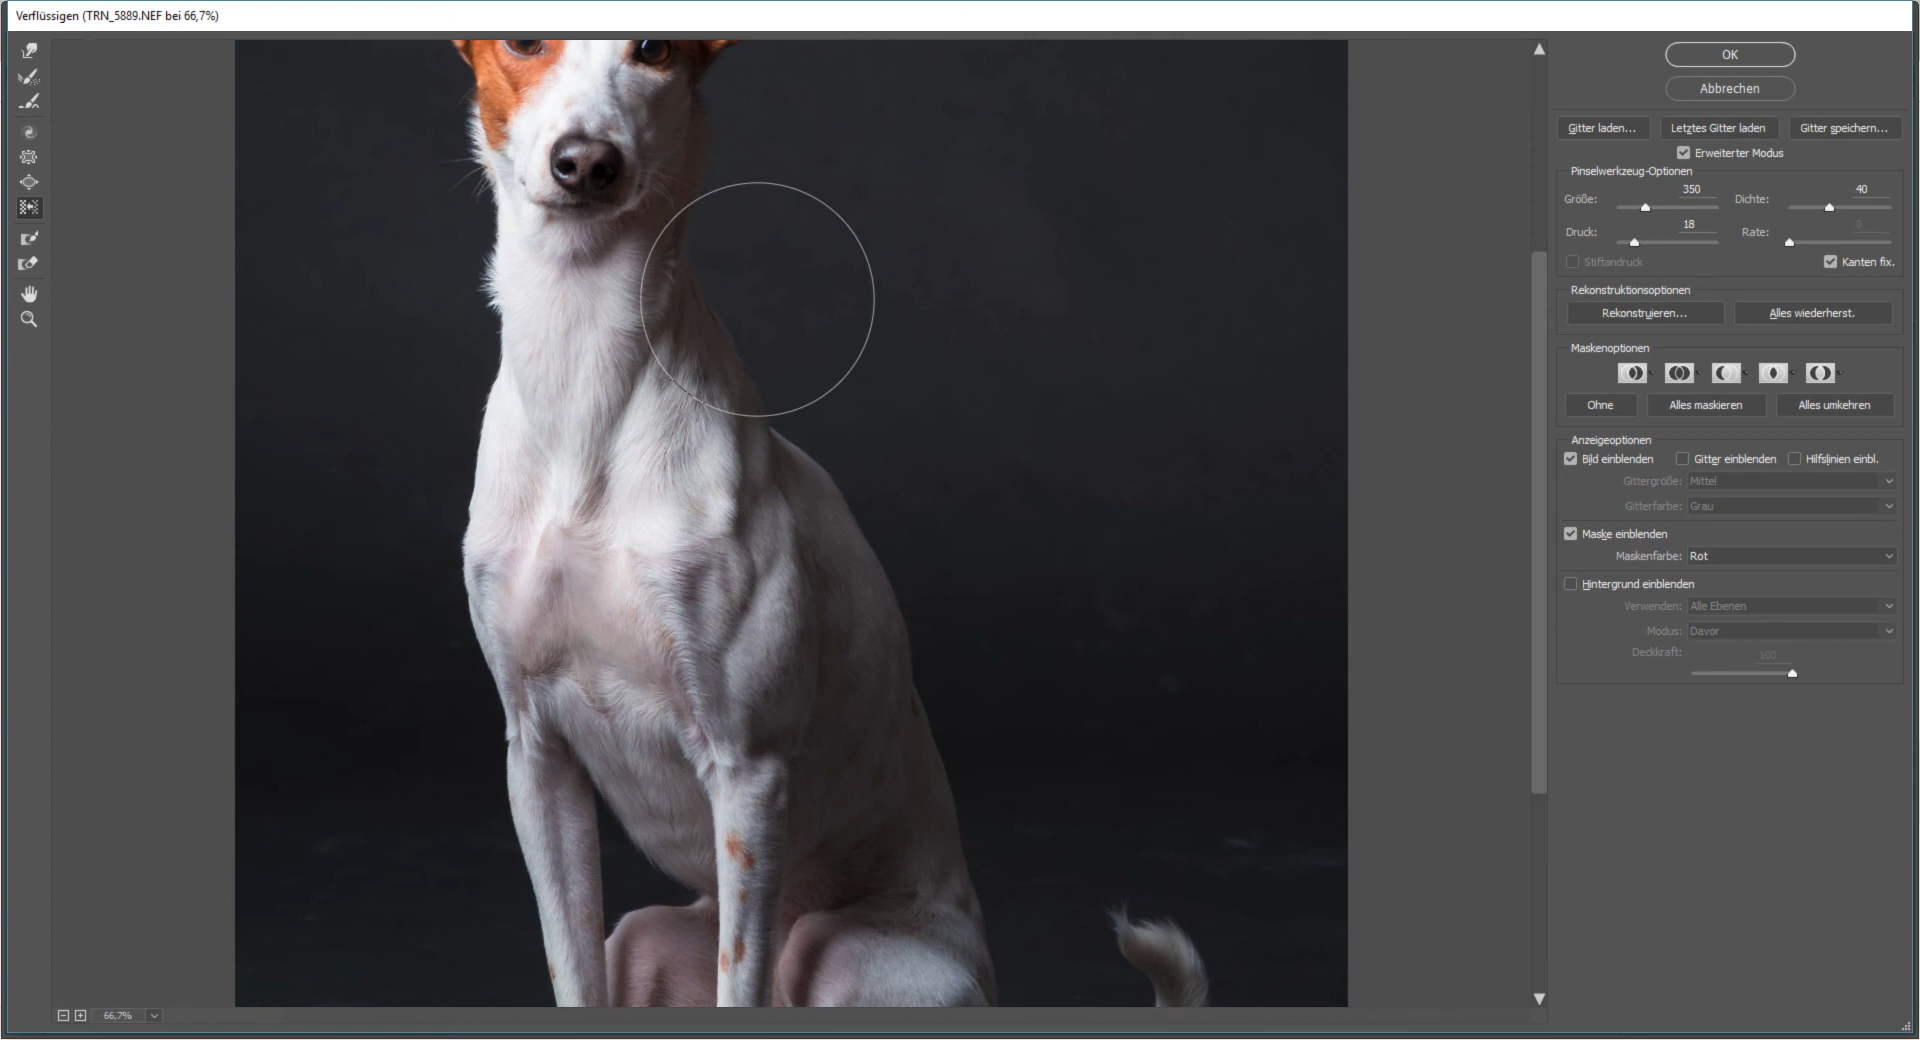 Verflüssigen (TRN_5889.NEF bei 66,7%)
OK
Abbrechen
Gitter laden... Letztes Gitter laden Gitter speichern...
Erweiterter Modus
Pinselwerkzeug-Optionen
Größe: 350 Dichte: 40
Druck: 18 Rate: 0
Stiftandruck Kanten fix.
Rekonstruktionsoptionen
Rekonstruieren... Alles wiederherst.
Maskenoptionen
Ohne Alles maskieren Alles umkehren
Anzeigeoptionen
Bild einblenden Gitter einblenden Hilfslinien einbl.
Gittergröße: Mittel
Gitterfarbe: Grau
Maske einblenden
Maskenfarbe: Rot
Hintergrund einblenden
Verwenden: Alle Ebenen
Modus: Davor
Deckkraft: 100
66,7%